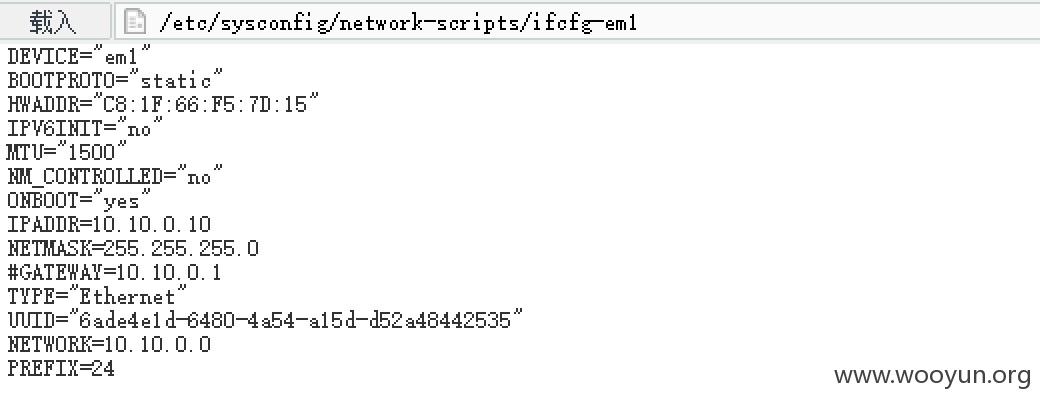 载入 /etc/sysconfig/network-scripts/ifcfg-em1
DEVICE="em1"
BOOTPROTO="static"
HWADDR="C8:1F:66:F5:7D:15"
IPV6INIT="no"
MTU="1500"
NM_CONTROLLED="no"
ONBOOT="yes"
IPADDR=10.10.0.10
NETMASK=255.255.255.0
#GATEWAY=10.10.0.1
TYPE="Ethernet"
UUID="6ade4e1d-6480-4a54-a15d-d52a48442535"
NETWORK=10.10.0.0
PREFIX=24
www.wooyun.org